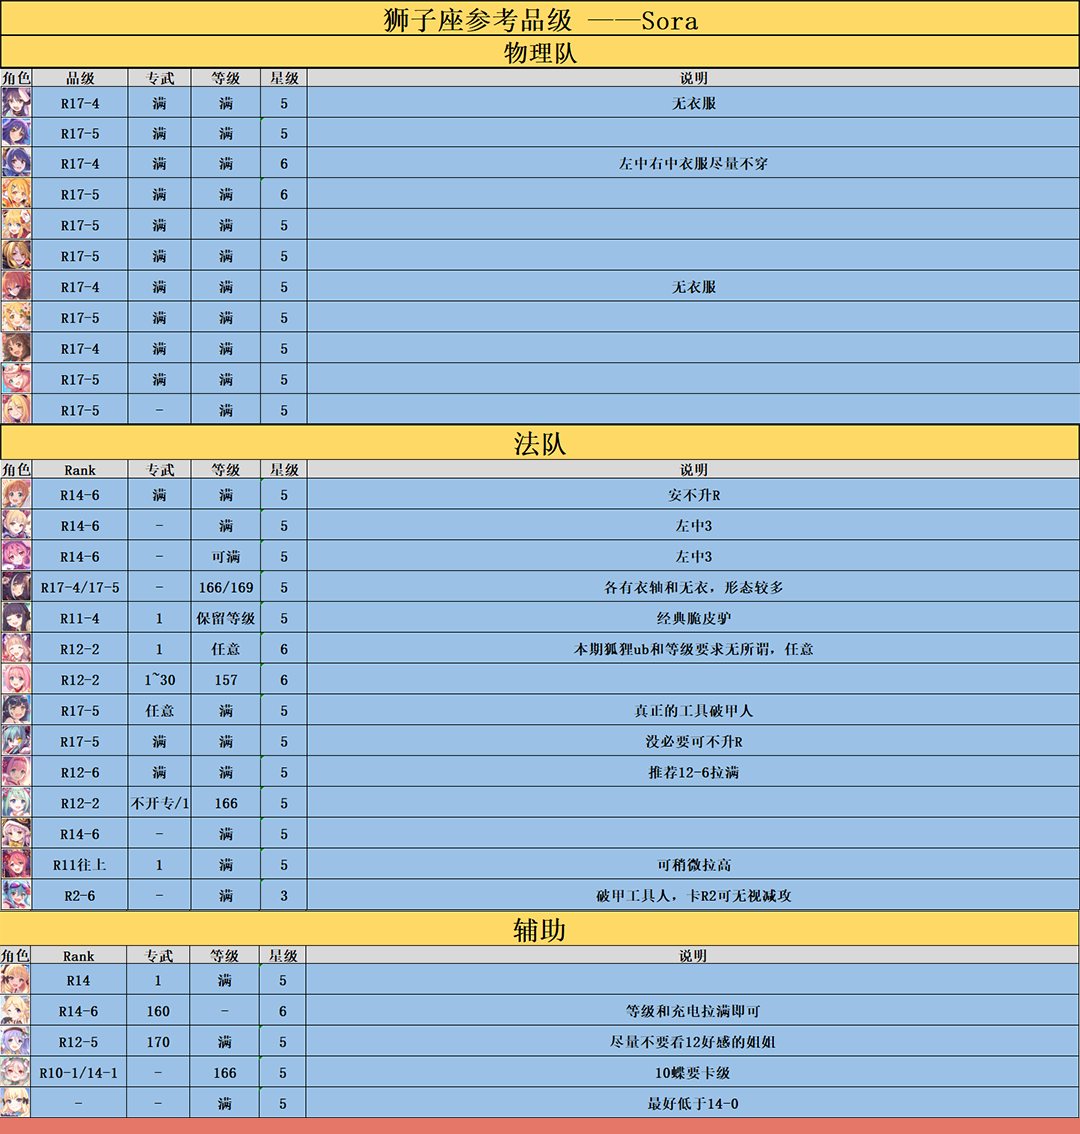 狮子座参考品级 ——Sora
物理队
角色 品级 专武 等级 星级 说明
R17-4 满 满 5 无衣服
R17-5 满 满 5
R17-4 满 满 6 左中右中衣服尽量不穿
R17-5 满 满 6
R17-5 满 满 5
R17-5 满 满 5
R17-4 满 满 5 无衣服
R17-5 满 满 5
R17-4 满 满 5
R17-5 满 满 5
R17-5 - 满 5
法队
角色 Rank 专武 等级 星级 说明
R14-6 满 满 5 安不升R
R14-6 - 满 5 左中3
R14-6 - 可满 5 左中3
R17-4/17-5 - 166/169 5 各有衣轴和无衣，形态较多
R11-4 1 保留等级 5 经典脆皮驴
R12-2 1 任意 6 本期狐狸ub和等级要求无所谓，任意
R12-2 1~30 157 6
R17-5 任意 满 5 真正的工具破甲人
R17-5 满 满 5 没必要可不升R
R12-6 满 满 5 推荐12-6拉满
R12-2 不开专/1 166 5
R14-6 - 满 5
R11往上 1 满 5 可稍微拉高
R2-6 - 满 3 破甲工具人，卡R2可无视减攻
辅助
角色 Rank 专武 等级 星级 说明
R14 1 满 5
R14-6 160 - 6 等级和充电拉满即可
R12-5 170 满 5 尽量不要看12好感的姐姐
R10-1/14-1 - 166 5 10蝶要卡级
- - 满 5 最好低于14-0